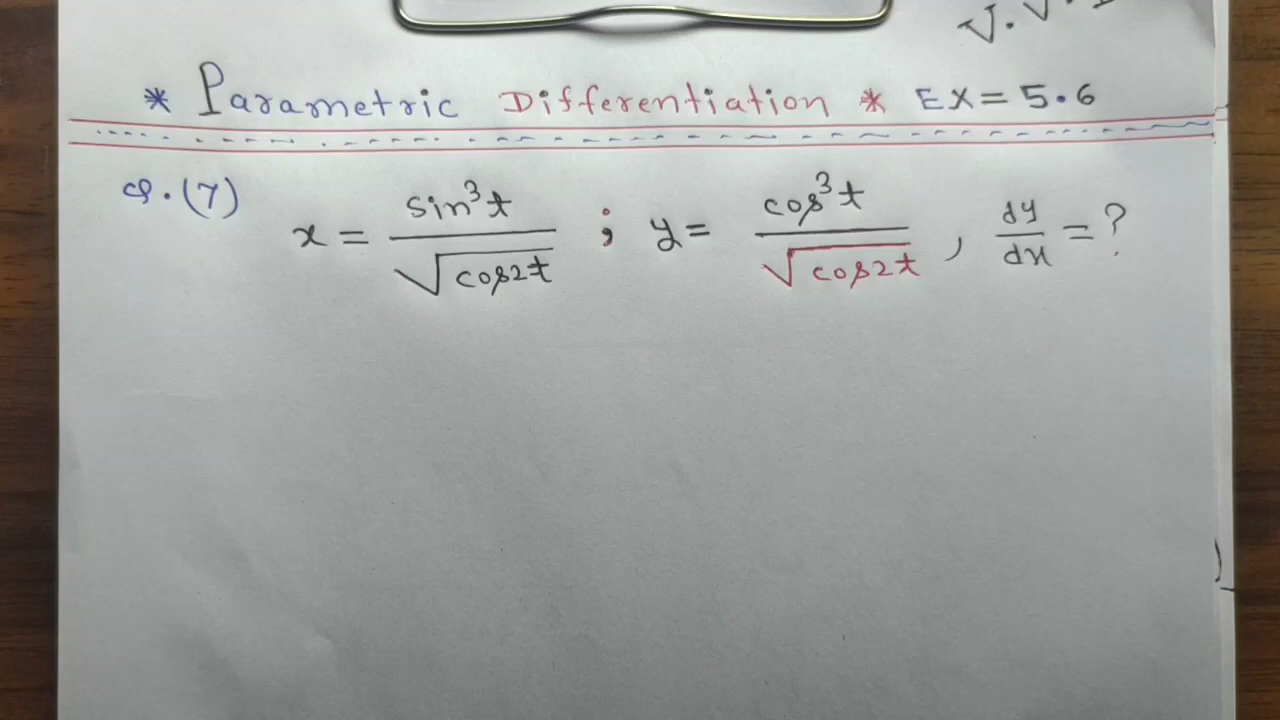 * Parametric Differentiation * EX = 5.6
Q.(7) x = sin³t / √cos2t ; y = cos³t / √cos2t , dy/dx = ?